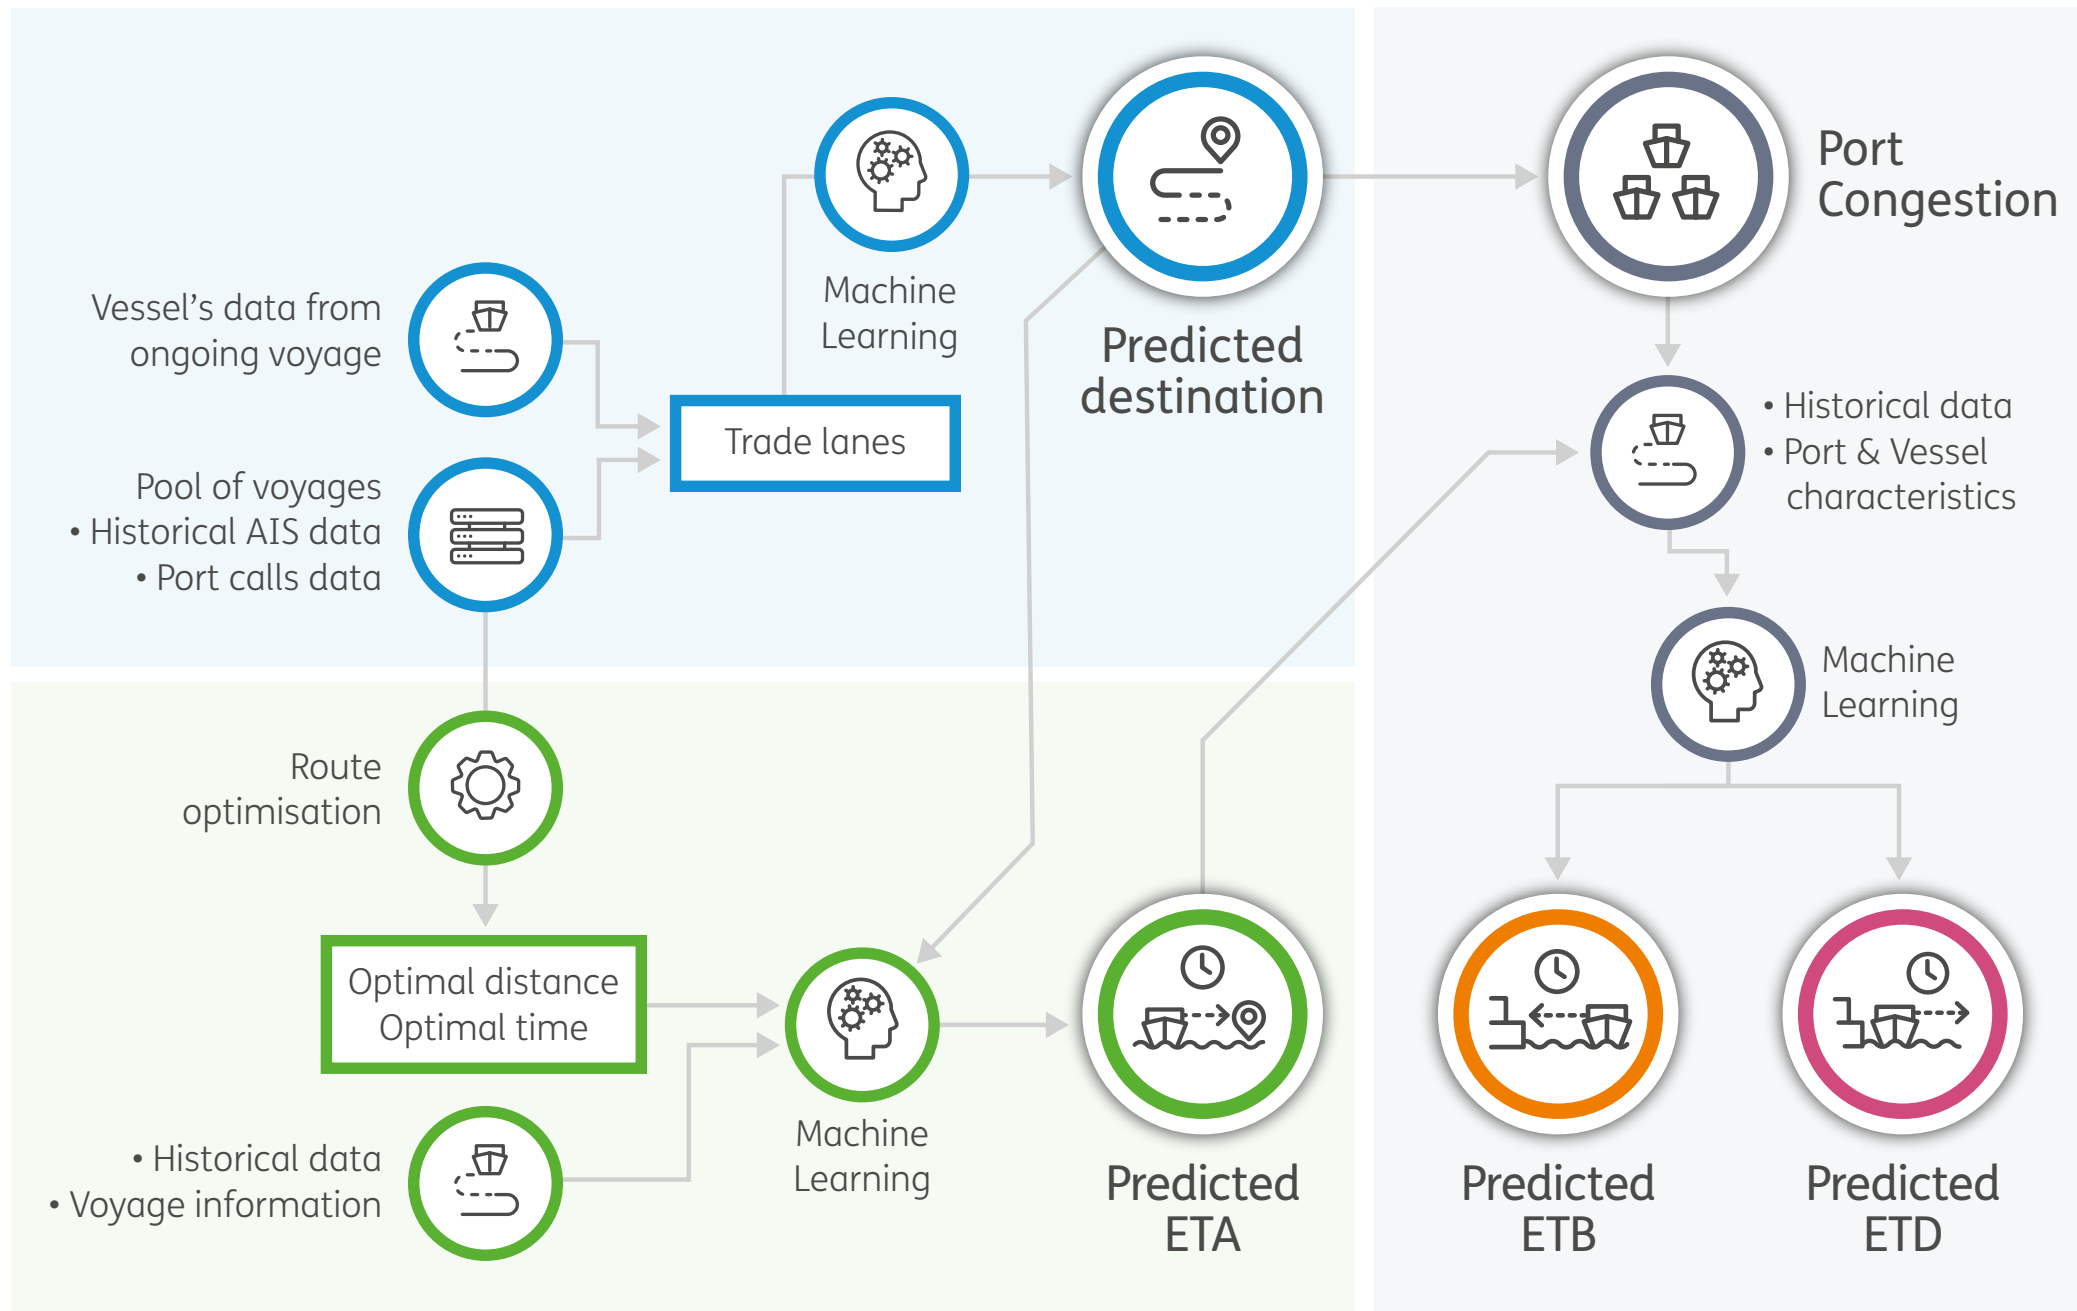 Vessel's data from
ongoing voyage
Pool of voyages
• Historical AIS data
• Port calls data
Trade lanes
Machine
Learning
Predicted
destination
Port
Congestion
• Historical data
• Port & Vessel
characteristics
Machine
Learning
Route
optimisation
Optimal distance
Optimal time
• Historical data
• Voyage information
Machine
Learning
Predicted
ETA
Predicted
ETB
Predicted
ETD